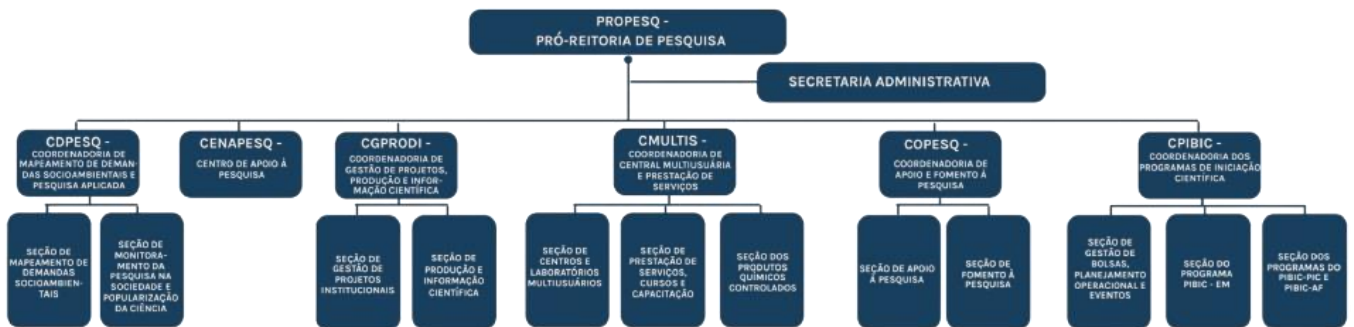 PROPESQ -
PRÓ-REITORIA DE PESQUISA
SECRETARIA ADMINISTRATIVA
CDPESQ -
COORDENADORIA DE
MAPEAMENTO DE DEMAN-
DAS SOCIOAMBIENTAIS E
PESQUISA APLICADA
CENAPESQ -
CENTRO DE APOIO À
PESQUISA
CGPRODI -
COORDENADORIA DE
GESTÃO DE PROJETOS,
PRODUÇÃO E INFOR-
MAÇÃO CIENTÍFICA
CMULTIS -
COORDENADORIA DE
CENTRAL MULTIUSUÁRIA
E PRESTAÇÃO DE
SERVIÇOS
COPESQ -
COORDENADORIA DE
APOIO E FOMENTO Á
PESQUISA
CPIBIC -
COORDENADORIA DOS
PROGRAMAS DE INICIAÇÃO
CIENTÍFICA
SEÇÃO DE
MAPEAMENTO DE
DEMANDAS
SOCIOAMBIEN-
TAIS
SEÇÃO DE
MONITORA-
MENTO DA
PESQUISA NA
SOCIEDADE E
POPULARIZAÇÃO
DA CIÊNCIA
SEÇÃO DE
GESTÃO DE
PROJETOS
INSTITUCIONAIS
SEÇÃO DE
PRODUÇÃO E
INFORMAÇÃO
CIENTÍFICA
SEÇÃO DE
CENTROS E
LABORATÓRIOS
MULTIUSUÁRIOS
SEÇÃO DE
PRESTAÇÃO DE
SERVIÇOS,
CURSOS E
CAPACITAÇÃO
SEÇÃO DOS
PRODUTOS
QUÍMICOS
CONTROLADOS
SEÇÃO DE APOIO
Á PESQUISA
SEÇÃO DE
FOMENTO À
PESQUISA
SEÇÃO DE
GESTÃO DE
BOLSAS,
PLANEJAMENTO
OPERACIONAL E
EVENTOS
SEÇÃO DO
PROGRAMA
PIBIC - EM
SEÇÃO DOS
PROGRAMAS DO
PIBIC-PIC E
PIBIC-AF